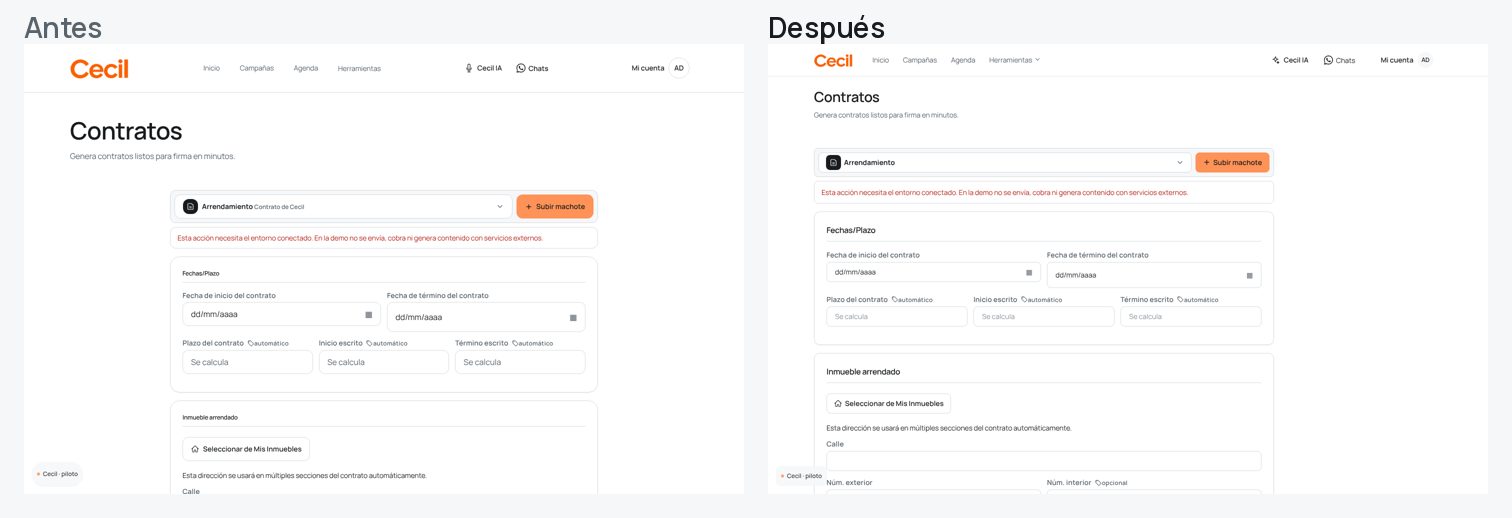 Antes
Cecil
Inicio Campañas Agenda Herramientas Cecil IA Chats Mi cuenta AD
Contratos
Genera contratos listos para firma en minutos.
Arrendamiento Contrato de Cecil + Subir machote
Esta acción necesita el entorno conectado. En la demo no se envía, cobra ni genera contenido con servicios externos.
Fechas/Plazo
Fecha de inicio del contrato Fecha de término del contrato
dd/mm/aaaa dd/mm/aaaa
Plazo del contrato automático Inicio escrito automático Término escrito automático
Se calcula Se calcula Se calcula
Inmueble arrendado
Seleccionar de Mis Inmuebles
Esta dirección se usará en múltiples secciones del contrato automáticamente.
Cecil · piloto
Calle
Después
Cecil Inicio Campañas Agenda Herramientas Cecil IA Chats Mi cuenta AD
Contratos
Genera contratos listos para firma en minutos.
Arrendamiento + Subir machote
Esta acción necesita el entorno conectado. En la demo no se envía, cobra ni genera contenido con servicios externos.
Fechas/Plazo
Fecha de inicio del contrato Fecha de término del contrato
dd/mm/aaaa dd/mm/aaaa
Plazo del contrato automático Inicio escrito automático Término escrito automático
Se calcula Se calcula Se calcula
Inmueble arrendado
Seleccionar de Mis Inmuebles
Esta dirección se usará en múltiples secciones del contrato automáticamente.
Calle
Cecil · piloto
Núm. exterior Núm. interior opcional